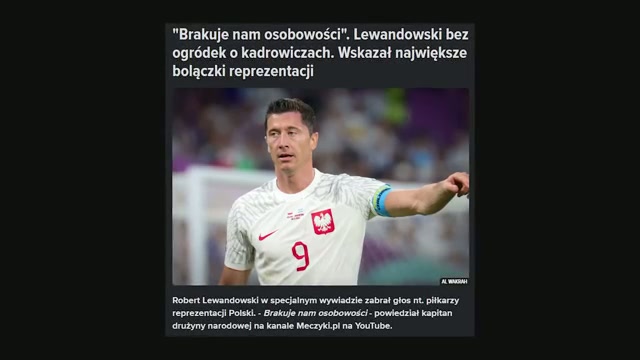 "Brakuje nam osobowości". Lewandowski bez
ogródek o kadrowiczach. Wskazał największe
bolączki reprezentacji
9
AL WAKRAH
Robert Lewandowski w specjalnym wywiadzie zabrał głos nt. piłkarzy
reprezentacji Polski. - Brakuje nam osobowości - powiedział kapitan
drużyny narodowej na kanale Meczyki.pl na YouTube.